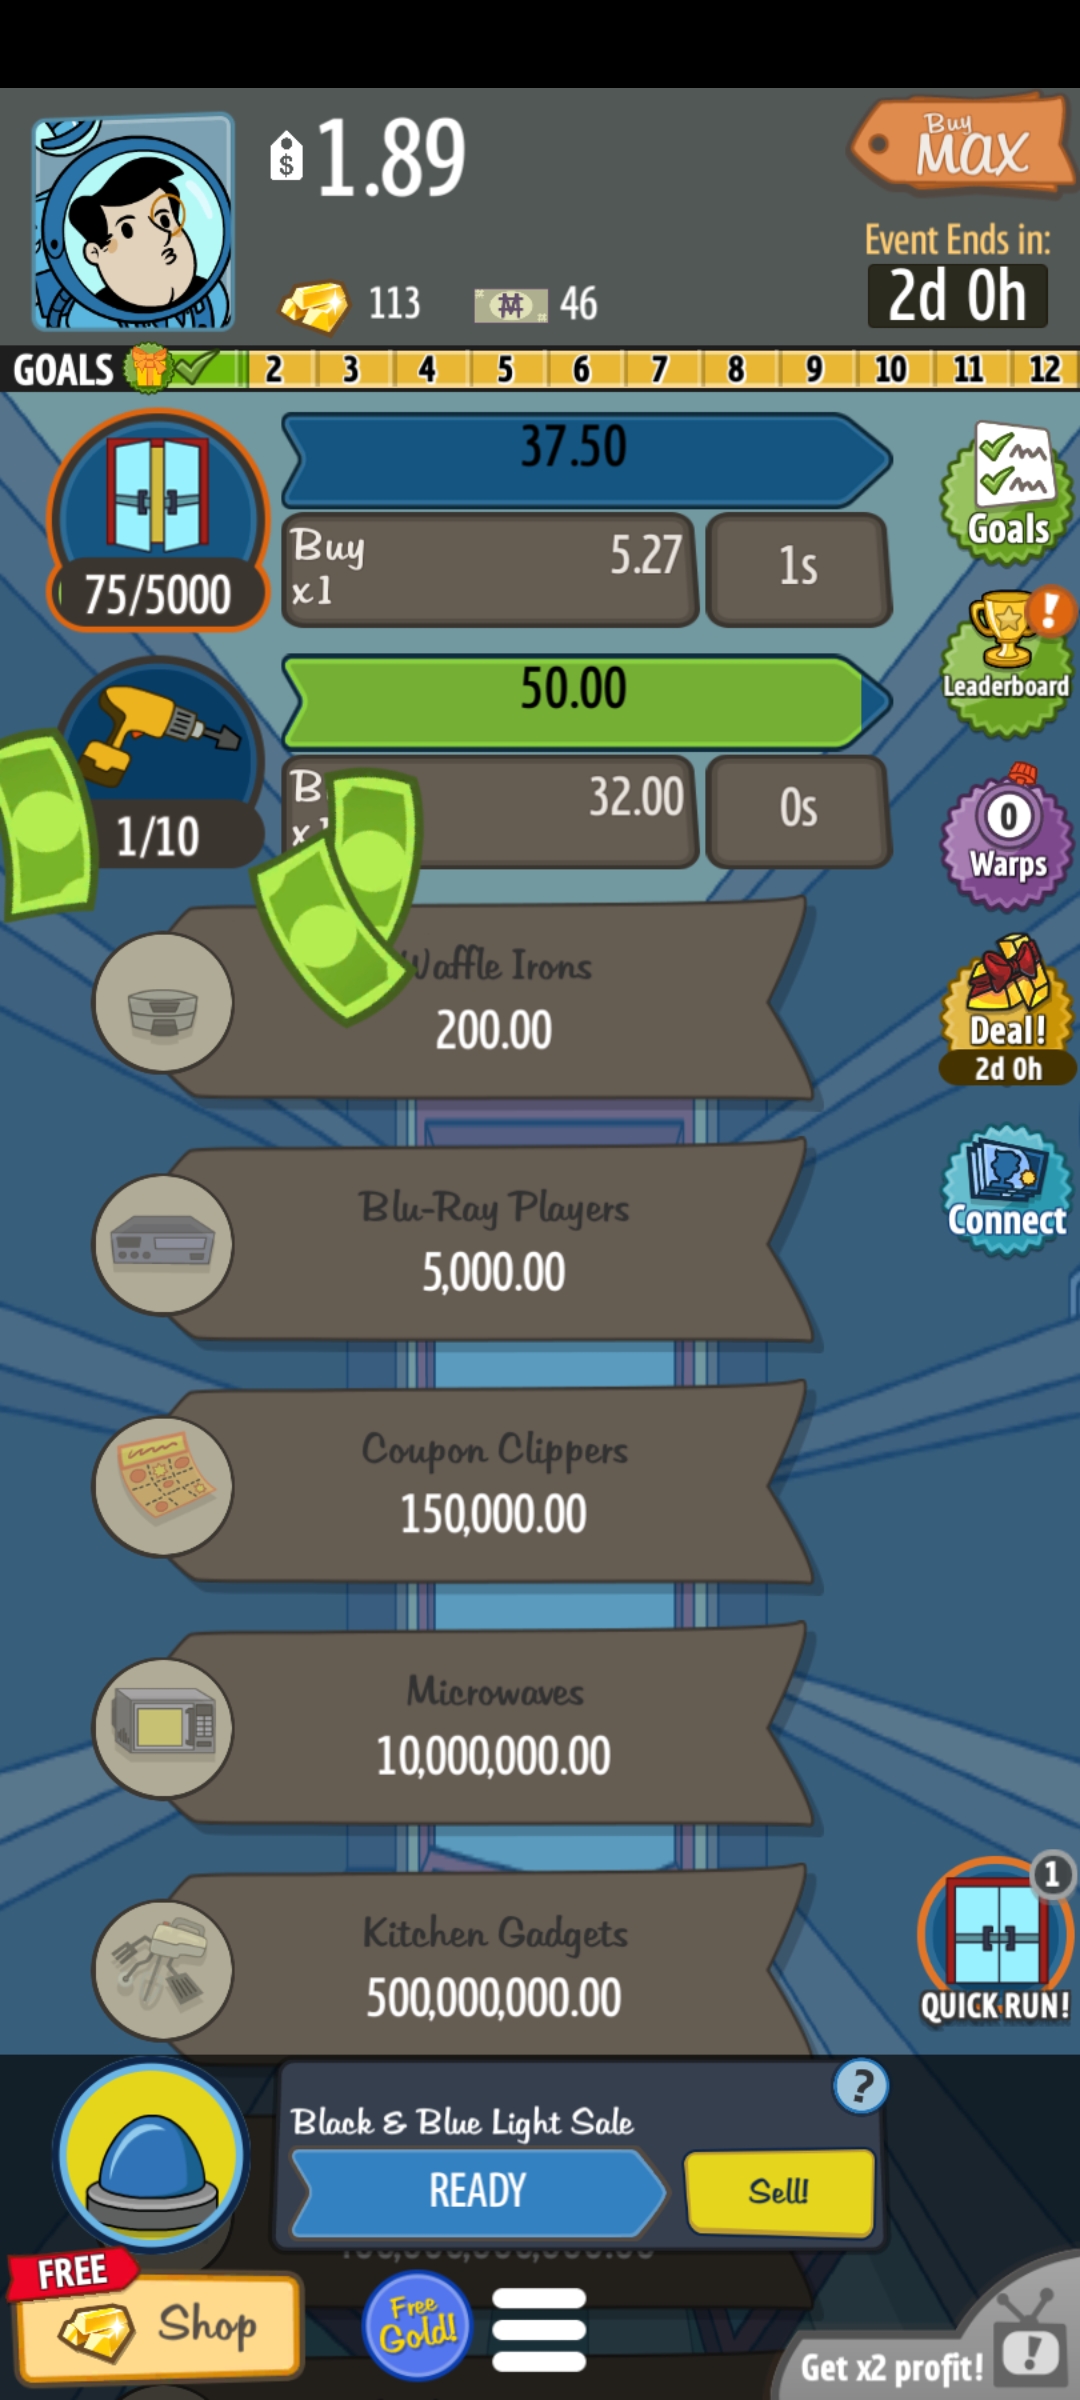 $ 1.89
Buy
MAX
113
46
Event Ends in:
2d 0h
GOALS 2 3 4 5 6 7 8 9 10 11 12
37.50
Buy
x1
5.27
1s
75/5000
Goals
50.00
32.00
0s
1/10
Leaderboard
!
0
Warps
Waffle Irons
200.00
Deal!
2d 0h
Blu-Ray Players
5,000.00
Connect
Coupon Clippers
150,000.00
Microwaves
10,000,000.00
Kitchen Gadgets
500,000,000.00
1
QUICK RUN!
?
Black & Blue Light Sale
READY
Sell!
FREE
Shop
Free
Gold!
Get x2 profit!
!